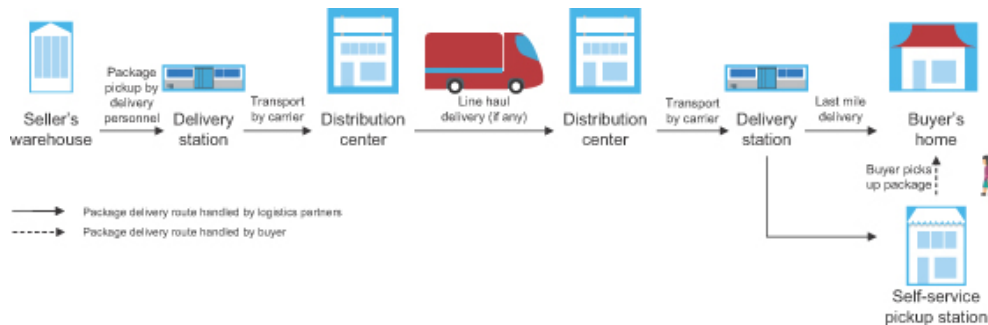 Package
pickup by
delivery
personnel
Seller's
warehouse
Delivery
station
Transport
by carrier
Distribution
center
Line haul
delivery (if any)
Distribution
center
Transport
by carrier
Delivery
station
Last mile
delivery
Buyer's
home
Buyer picks
up package
Package delivery route handled by logistics partners
Package delivery route handled by buyer
Self-service
pickup station